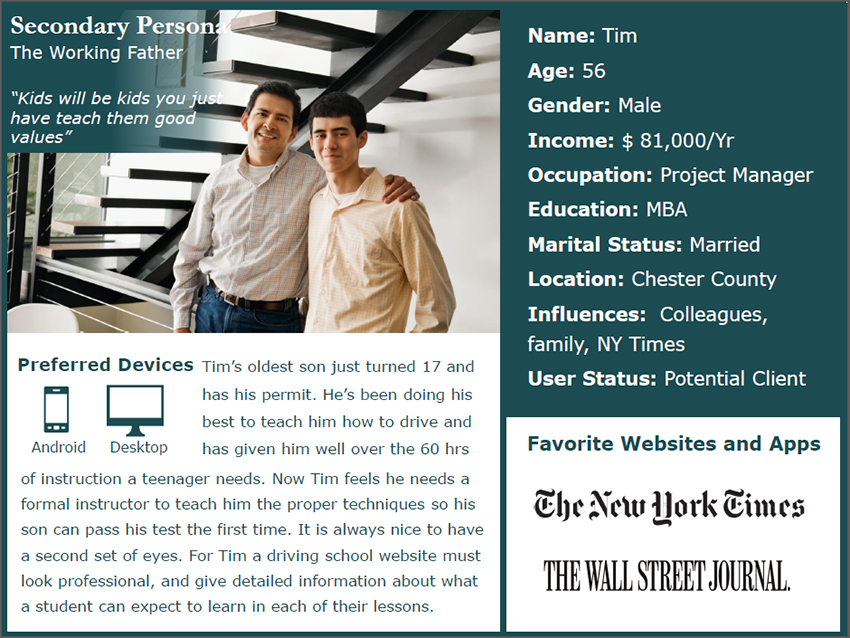 Secondary Persona
The Working Father
“Kids will be kids you just
have teach them good
values”
Name: Tim
Age: 56
Gender: Male
Income: $ 81,000/Yr
Occupation: Project Manager
Education: MBA
Marital Status: Married
Location: Chester County
Influences: Colleagues,
family, NY Times
User Status: Potential Client
Preferred Devices
Android
Desktop
Tim’s oldest son just turned 17 and
has his permit. He’s been doing his
best to teach him how to drive and
has given him well over the 60 hrs
of instruction a teenager needs. Now Tim feels he needs a
formal instructor to teach him the proper techniques so his
son can pass his test the first time. It is always nice to have
a second set of eyes. For Tim a driving school website must
look professional, and give detailed information about what
a student can expect to learn in each of their lessons.
Favorite Websites and Apps
The New York Times
THE WALL STREET JOURNAL.